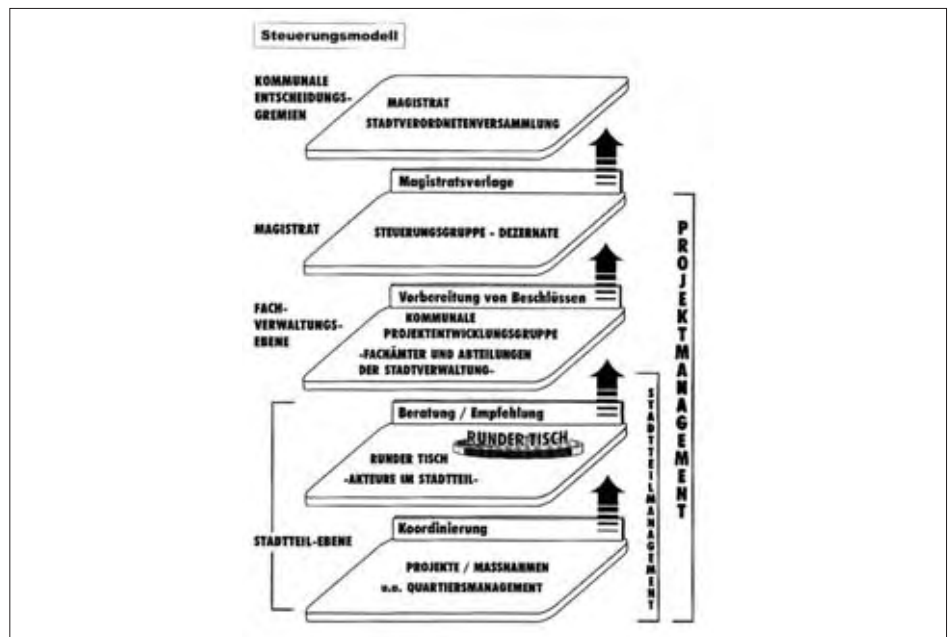 Steuerungsmodell
KOMMUNALE
ENTSCHEIDUNGS-
GREMIEN
MAGISTRAT
STADTVERORDNETENVERSAMMLUNG
Magistratsvorlage
MAGISTRAT
STEUERUNGSGRUPPE - DEZERNATE
Vorbereitung von Beschlüssen
FACH-
VERWALTUNGS-
EBENE
KOMMUNALE
PROJEKTENTWICKLUNGSGRUPPE
-FACHÄMTER UND ABTEILUNGEN
DER STADTVERWALTUNG-
Beratung / Empfehlung
RUNDER TISCH
RUNDER TISCH
-AKTEURE IM STADTTEIL-
Koordinierung
STADTTEIL-EBENE
PROJEKTE / MASSNAHMEN
u.a. QUARTIERSMANAGEMENT
STADTTEILMANAGEMENT
PROJEKTMANAGEMENT